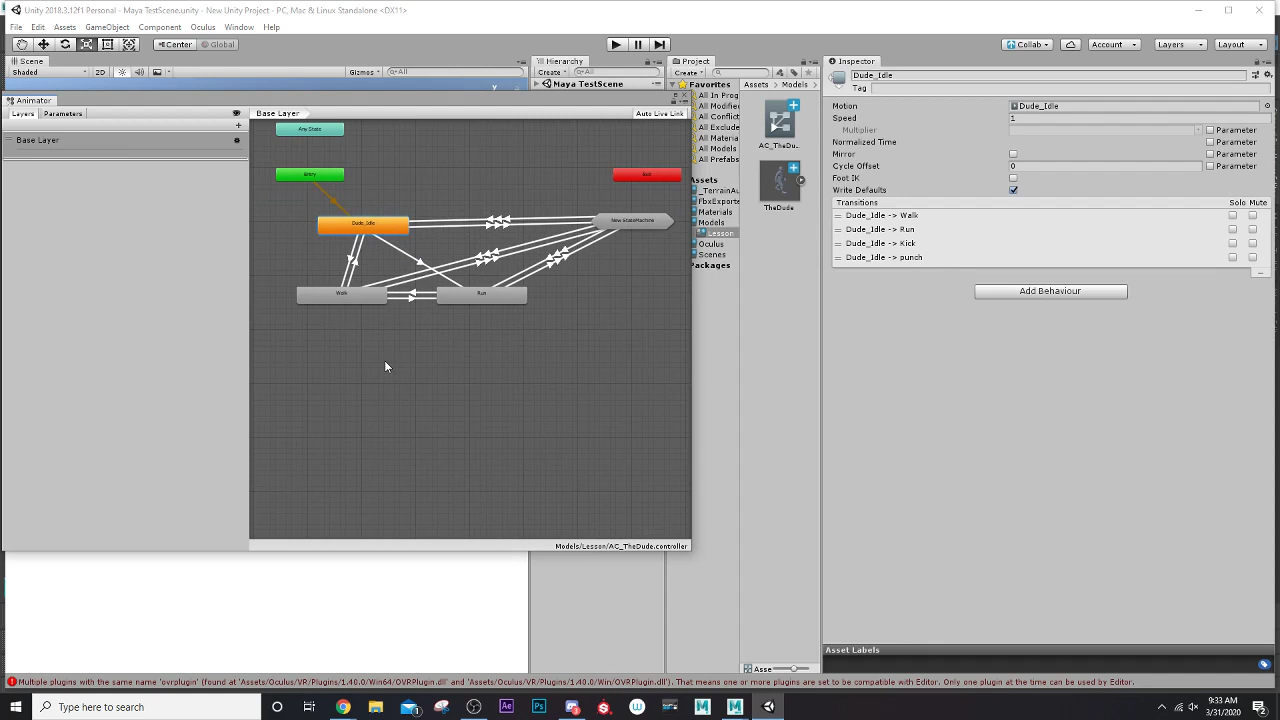 Unity 2018.3.12f1 Personal - Maya TestScene.unity - New Unity Project - PC, Mac & Linux Standalone <DX11>
File Edit Assets GameObject Component Oculus Window Help
Center Global Collab Account Layers Layout
Scene Hierarchy Project Inspector
Shaded 2D Gizmos All Create All Create
Maya TestScene
Animator
Layers Parameters Base Layer Auto Live Link
Base Layer
Any State
Entry
Exit
Dude_Idle
New StateMachine
Walk
Run
Models/Lesson/AC_TheDude.controller
Favorites
All In Prog
All Modifie
All Conflict
All Exclude
All Materia
All Models
All Prefabs
Assets
_TerrainAu
FbxExporte
Materials
Models
Lesson
Oculus
Scenes
Packages
Assets Models
AC_TheDu...
TheDude
Asse
Dude_Idle
Tag
Motion Dude_Idle
Speed 1
Multiplier Parameter
Normalized Time Parameter
Mirror Parameter
Cycle Offset 0 Parameter
Foot IK
Write Defaults
Transitions Solo Mute
Dude_Idle -> Walk
Dude_Idle -> Run
Dude_Idle -> Kick
Dude_Idle -> punch
Add Behaviour
Asset Labels
Multiple plugins with the same name 'ovrplugin' (found at 'Assets/Oculus/VR/Plugins/1.40.0/Win64/OVRPlugin.dll' and 'Assets/Oculus/VR/Plugins/1.40.0/Win/OVRPlugin.dll'). That means one or more plugins are set to be compatible with Editor. Only one plugin at the time can be used by Editor.
Type here to search
9:33 AM
3/31/2020